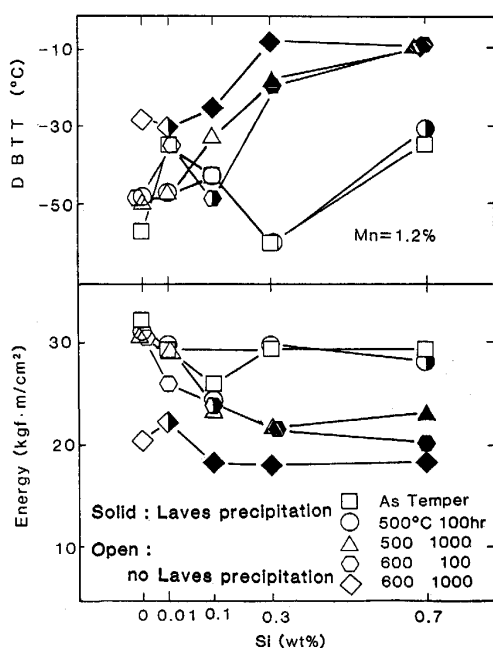 DBTT (°C)
-10
-30
-50
Mn=1.2%
Energy (kgf·m/cm²)
30
20
10
Solid : Laves precipitation
Open :
no Laves precipitation
As Temper
500°C 100hr
500 1000
600 100
600 1000
0 0.01 0.1 0.3 0.7
Si (wt%)